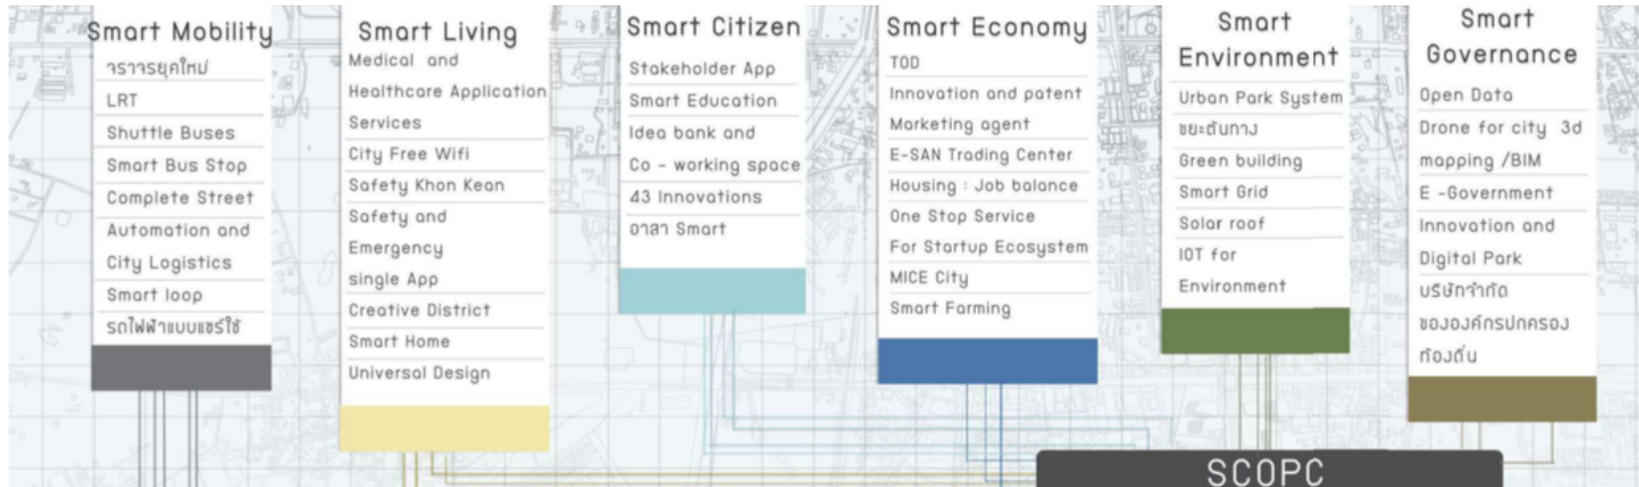 Smart Mobility
จราจรยุคใหม่
LRT
Shuttle Buses
Smart Bus Stop
Complete Street
Automation and
City Logistics
Smart loop
รถไฟฟ้าแบบแชร์ใช้
Smart Living
Medical and
Healthcare Application
Services
City Free Wifi
Safety Khon Kean
Safety and
Emergency
single App
Creative District
Smart Home
Universal Design
Smart Citizen
Stakeholder App
Smart Education
Idea bank and
Co - working space
43 Innovations
อาสา Smart
Smart Economy
TOD
Innovation and patent
Marketing agent
E-SAN Trading Center
Housing : Job balance
One Stop Service
For Startup Ecosystem
MICE City
Smart Farming
Smart
Environment
Urban Park System
ขยะต้นทาง
Green building
Smart Grid
Solar roof
IOT for
Environment
Smart
Governance
Open Data
Drone for city 3d
mapping /BIM
E -Government
Innovation and
Digital Park
บริษัทจำกัด
ขององค์กรปกครอง
ท้องถิ่น
SCOPC